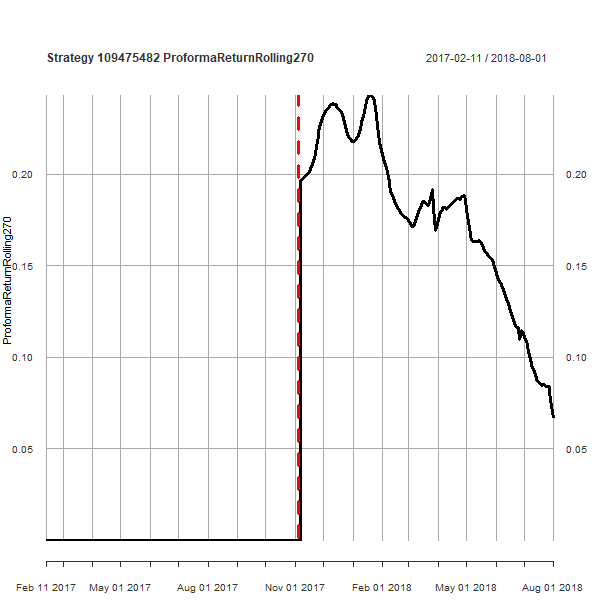 Strategy 109475482 ProformaReturnRolling270
2017-02-11 / 2018-08-01
ProformaReturnRolling270
0.20
0.15
0.10
0.05
0.20
0.15
0.10
0.05
Feb 11 2017
May 01 2017
Aug 01 2017
Nov 01 2017
Feb 01 2018
May 01 2018
Aug 01 2018